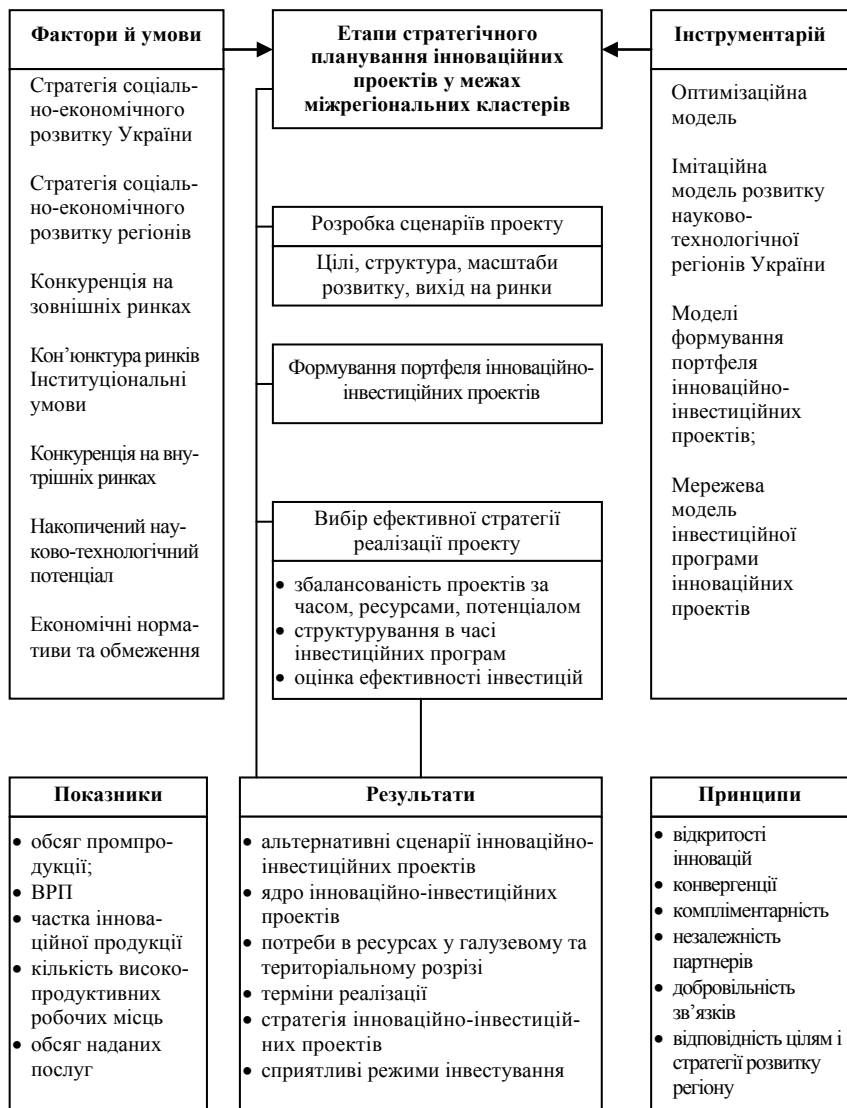 Фактори й умови
Стратегія соціаль-
но-економічного
розвитку України
Стратегія соціаль-
но-економічного
розвитку регіонів
Конкуренція на
зовнішніх ринках
Кон’юнктура ринків
Інституціональні
умови
Конкуренція на вну-
трішніх ринках
Накопичений нау-
ково-технологічний
потенціал
Економічні норма-
тиви та обмеження
Етапи стратегічного
планування інноваційних
проектів у межах
міжрегіональних кластерів
Розробка сценаріїв проекту
Цілі, структура, масштаби
розвитку, вихід на ринки
Формування портфеля інноваційно-
інвестиційних проектів
Вибір ефективної стратегії
реалізації проекту
• збалансованість проектів за
часом, ресурсами, потенціалом
• структурування в часі
інвестиційних програм
• оцінка ефективності інвестицій
Інструментарій
Оптимізаційна
модель
Імітаційна
модель розвитку
науково-
технологічної
регіонів України
Моделі
формування
портфеля
інноваційно-
інвестиційних
проектів;
Мережева
модель
інвестиційної
програми
інноваційних
проектів
Показники
• обсяг промпро-
дукції;
• ВРП
• частка іннова-
ційної продукції
• кількість високо-
продуктивних
робочих місць
• обсяг наданих
послуг
Результати
• альтернативні сценарії інноваційно-
інвестиційних проектів
• ядро інноваційно-інвестиційних
проектів
• потреби в ресурсах у галузевому та
територіальному розрізі
• терміни реалізації
• стратегія інноваційно-інвестицій-
них проектів
• сприятливі режими інвестування
Принципи
• відкритості
інновацій
• конвергенції
• компліментарність
• незалежність
партнерів
• добровільність
зв’язків
• відповідність цілям і
стратегії розвитку
регіону